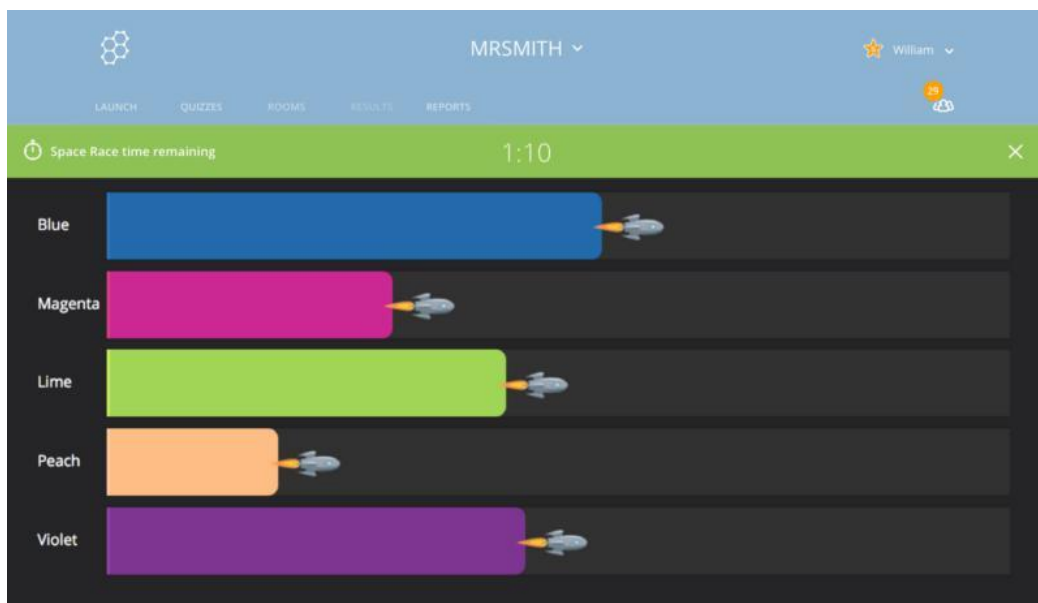 MRSMITH
William
29
LAUNCH QUIZZES ROOMS RESULTS REPORTS
Space Race time remaining 1:10
Blue
Magenta
Lime
Peach
Violet